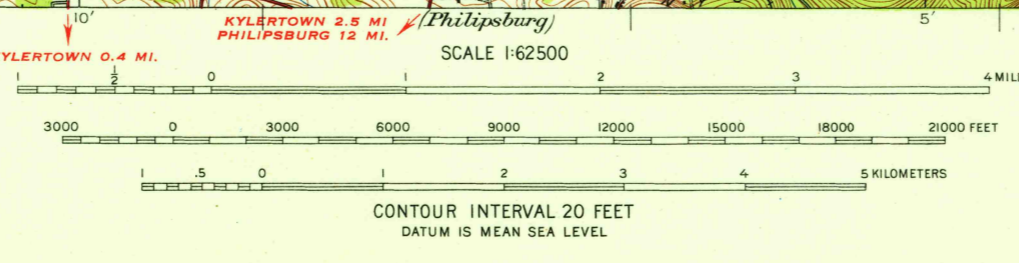 10' KYLERTOWN 2.5 MI (Philipsburg) 5'
PHILIPSBURG 12 MI.
YLERTOWN 0.4 MI. SCALE 1:62500
1 1/2 0 1 2 3 4 MIL
3000 0 3000 6000 9000 12000 15000 18000 21000 FEET
1 .5 0 1 2 3 4 5 KILOMETERS
CONTOUR INTERVAL 20 FEET
DATUM IS MEAN SEA LEVEL